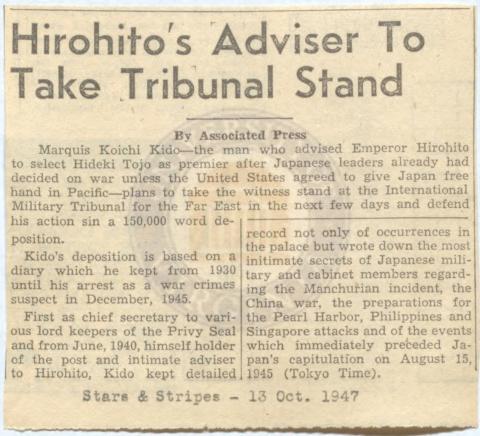 Hirohito's Adviser To
Take Tribunal Stand
By Associated Press
Marquis Koichi Kido—the man who advised Emperor Hirohito
to select Hideki Tojo as premier after Japanese leaders already had
decided on war unless the United States agreed to give Japan free
hand in Pacific—plans to take the witness stand at the International
Military Tribunal for the Far East in the next few days and defend
his action sin a 150,000 word de-
position.
Kido's deposition is based on a
diary which he kept from 1930
until his arrest as a war crimes
suspect in December, 1945.
First as chief secretary to vari-
ous lord keepers of the Privy Seal
and from June, 1940, himself holder
of the post and intimate adviser
to Hirohito, Kido kept detailed
record not only of occurrences in
the palace but wrote down the most
initimate secrets of Japanese mili-
tary and cabinet members regard-
ing the Manchurian incident, the
China war, the preparations for
the Pearl Harbor, Philippines and
Singapore attacks and of the events
which immediately preceded Ja-
pan's capitulation on August 15,
1945 (Tokyo Time).
Stars & Stripes - 13 Oct. 1947